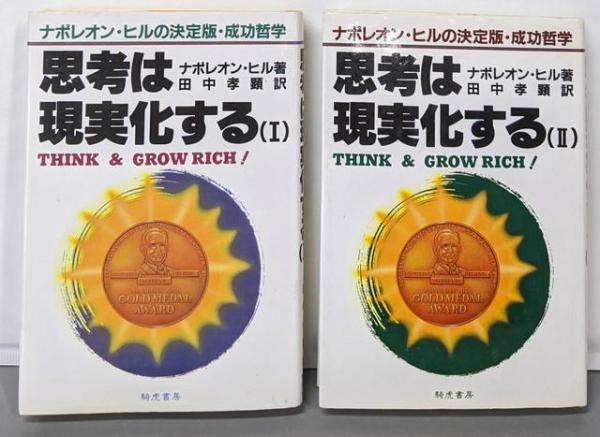 ナポレオン・ヒルの決定版・成功哲学
思考は
ナポレオン・ヒル著
田中孝顕訳
現実化する(I)
THINK & GROW RICH!
GOLD MEDAL
AWARD
騎虎書房
ナポレオン・ヒルの決定版・成功哲学
思考は
ナポレオン・ヒル著
田中孝顕訳
現実化する(II)
THINK & GROW RICH!
GOLD MEDAL
AWARD
騎虎書房